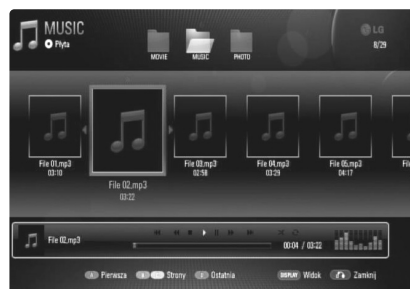 MUSIC
Płyta
MOVIE
MUSIC
PHOTO
LG
8/29
File 01.mp3
03:10
File 02.mp3
03:22
File 03.mp3
02:58
File 04.mp3
03:29
File 05.mp3
04:17
Fil
File 02.mp3
00:04 / 03:22
Pierwsza
Strony
Ostatnia
DISPLAY Widok
Zamknij